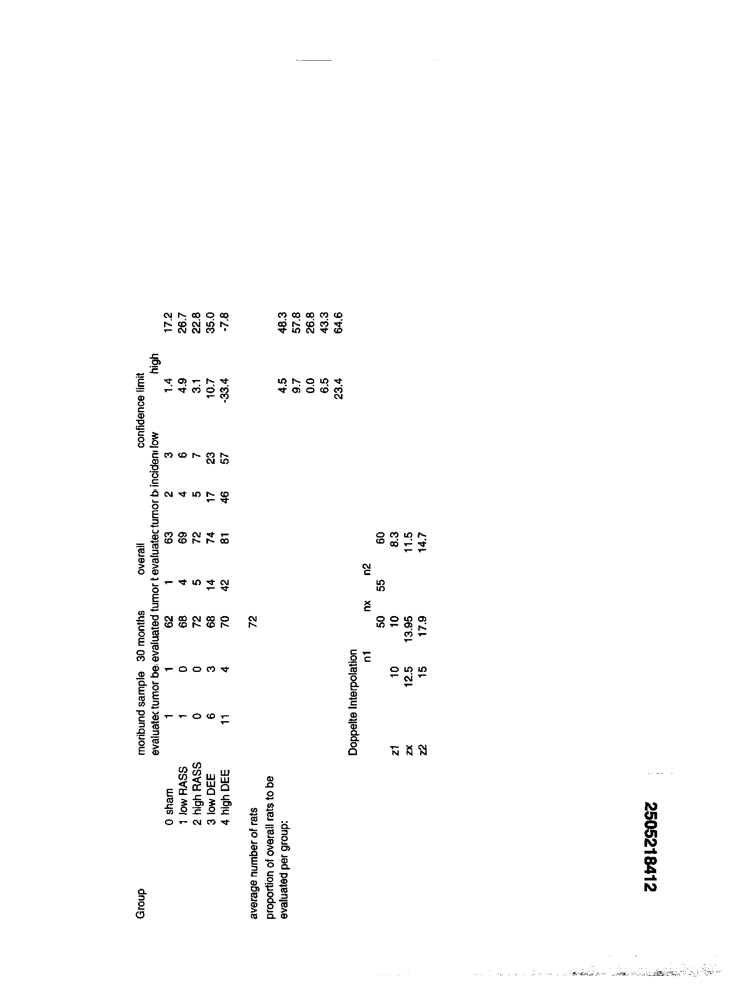 Group moribund sample 30 months overall confidence limit
evaluatec tumor be evaluated tumor t evaluatec tumor b inciden low high
0 sham 1 1 62 1 63 2 3 1.4 17.2
1 low RASS 1 0 68 4 69 4 6 4.9 26.7
2 high RASS 0 0 72 5 72 5 7 3.1 22.8
3 low DEE 6 3 68 14 74 17 23 10.7 35.0
4 high DEE 11 4 70 42 81 46 57 -33.4 -7.8
average number of rats 72
proportion of overall rats to be
evaluated per group: 4.5 48.3
9.7 57.8
0.0 26.8
6.5 43.3
23.4 64.6
Doppelte Interpolation
n1 nx n2
50 55 60
z1 10 10 8.3
zx 12.5 13.95 11.5
z2 15 17.9 14.7
2505218412